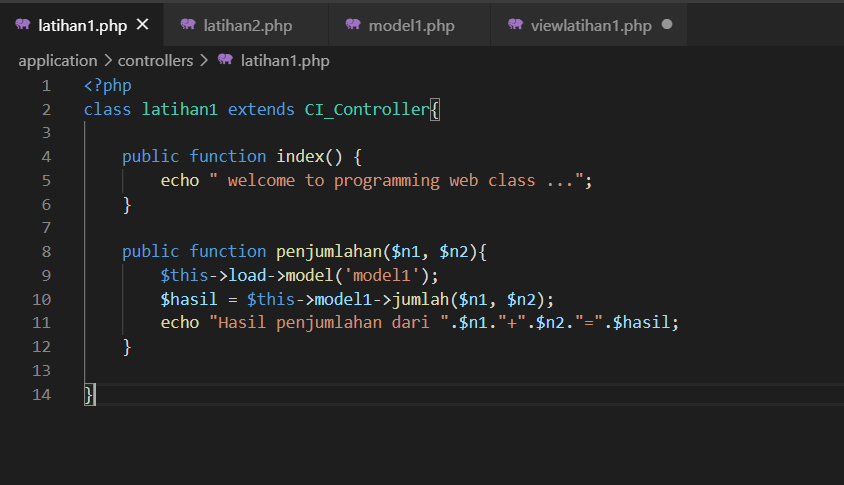 latihan1.php latihan2.php model1.php viewlatihan1.php
application > controllers > latihan1.php
1 <?php
2 class latihan1 extends CI_Controller{
3
4     public function index() {
5         echo " welcome to programming web class ...";
6     }
7
8     public function penjumlahan($n1, $n2){
9         $this->load->model('model1');
10         $hasil = $this->model1->jumlah($n1, $n2);
11         echo "Hasil penjumlahan dari ".$n1."+".$n2."=".$hasil;
12     }
13
14 }